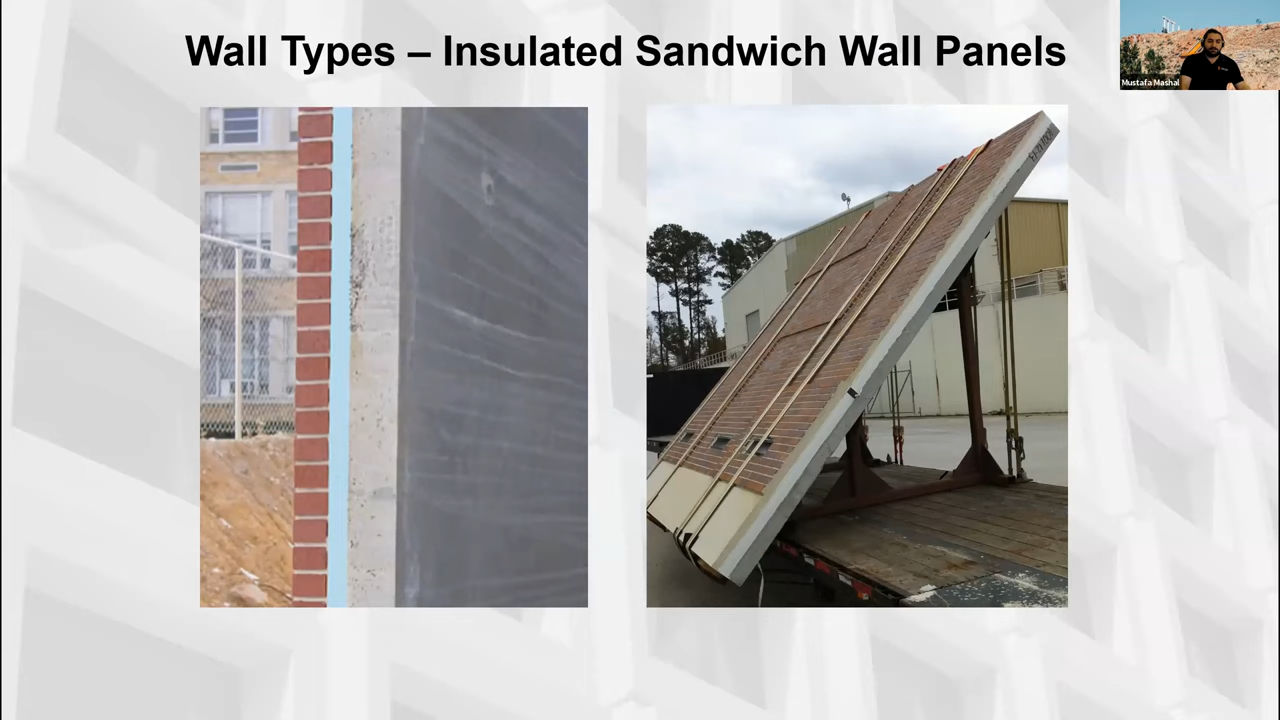 Wall Types – Insulated Sandwich Wall Panels
Mustafa Mashal